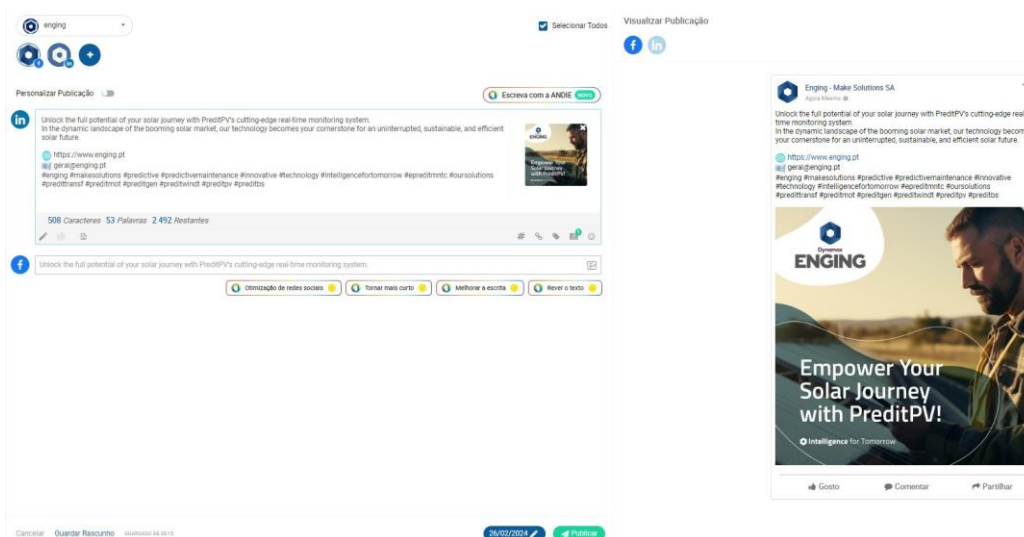 enging
Selecionar Todos
Personalizar Publicação
Escreva com a ANDIE NOVO
Unlock the full potential of your solar journey with PreditPV's cutting-edge real-time monitoring system.
In the dynamic landscape of the booming solar market, our technology becomes your cornerstone for an uninterrupted, sustainable, and efficient
solar future.
https://www.enging.pt
geral@enging.pt
#enging #makesolutions #predictive #predictivemaintenance #innovative #technology #intelligencefortomorrow #epreditmntc #oursolutions
#predittransf #preditmot #preditgen #preditwindt #preditpv #preditbs
ENGING
Empower Your
Solar Journey
with PreditPV!
508 Caracteres 53 Palavras 2 492 Restantes
Unlock the full potential of your solar journey with PreditPV's cutting-edge real-time monitoring system.
Otimização de redes sociais
Tornar mais curto
Melhorar a escrita
Rever o texto
Cancelar
Guardar Rascunho
26/02/2024
Publicar
Visualizar Publicação
Enging - Make Solutions SA
Agora Mesmo
Unlock the full potential of your solar journey with PreditPV's cutting-edge real-
time monitoring system.
In the dynamic landscape of the booming solar market, our technology becom
your cornerstone for an uninterrupted, sustainable, and efficient solar future.
https://www.enging.pt
geral@enging.pt
#enging #makesolutions #predictive #predictivemaintenance #innovative
#technology #intelligencefortomorrow #epreditmntc #oursolutions
#predittransf #preditmot #preditgen #preditwindt #preditpv #preditbs
Dynamox
ENGING
Empower Your
Solar Journey
with PreditPV!
Intelligence for Tomorrow
Gosto
Comentar
Partilhar